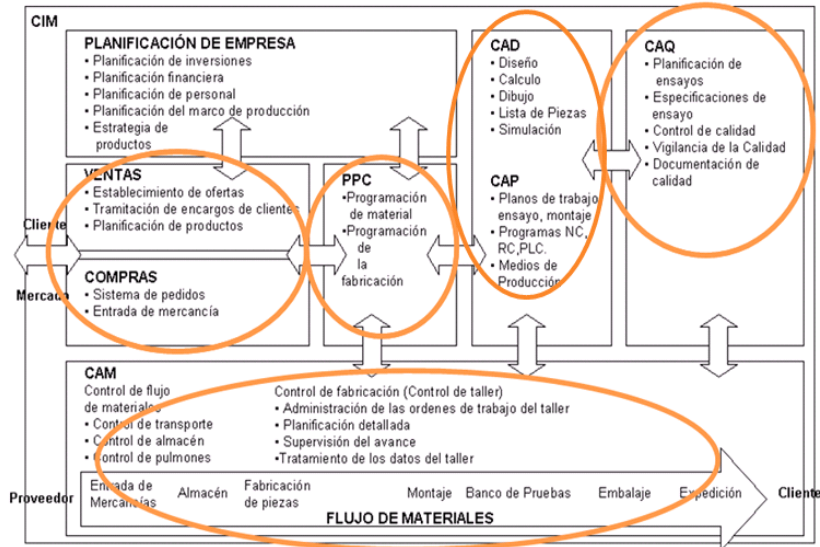 CIM
PLANIFICACIÓN DE EMPRESA
• Planificación de inversiones
• Planificación financiera
• Planificación de personal
• Planificación del marco de producción
• Estrategia de
productos
VENTAS
• Establecimiento de ofertas
• Tramitación de encargos de clientes
• Planificación de productos
Cliente
Mercado
COMPRAS
• Sistema de pedidos
• Entrada de mercancía
PPC
•Programación
de material
•Programación
de
la
fabricación
CAD
• Diseño
• Calculo
• Dibujo
• Lista de Piezas
• Simulación
CAP
• Planos de trabajo
ensayo, montaje
• Programas NC,
RC,PLC.
• Medios de
Producción
CAQ
• Planificación de
ensayos
• Especificaciones de
ensayo
• Control de calidad
• Vigilancia de la Calidad
• Documentación de
calidad
CAM
Control de flujo
de materiales
• Control de transporte
• Control de almacén
• Control de pulmones
Control de fabricación (Control de taller)
• Administración de las ordenes de trabajo del taller
• Planificación detallada
• Supervisión del avance
•Tratamiento de los datos del taller
Proveedor
Entrada de
Mercancías
Almacén
Fabricación
de piezas
Montaje
Banco de Pruebas
Embalaje
Expedición
Cliente
FLUJO DE MATERIALES